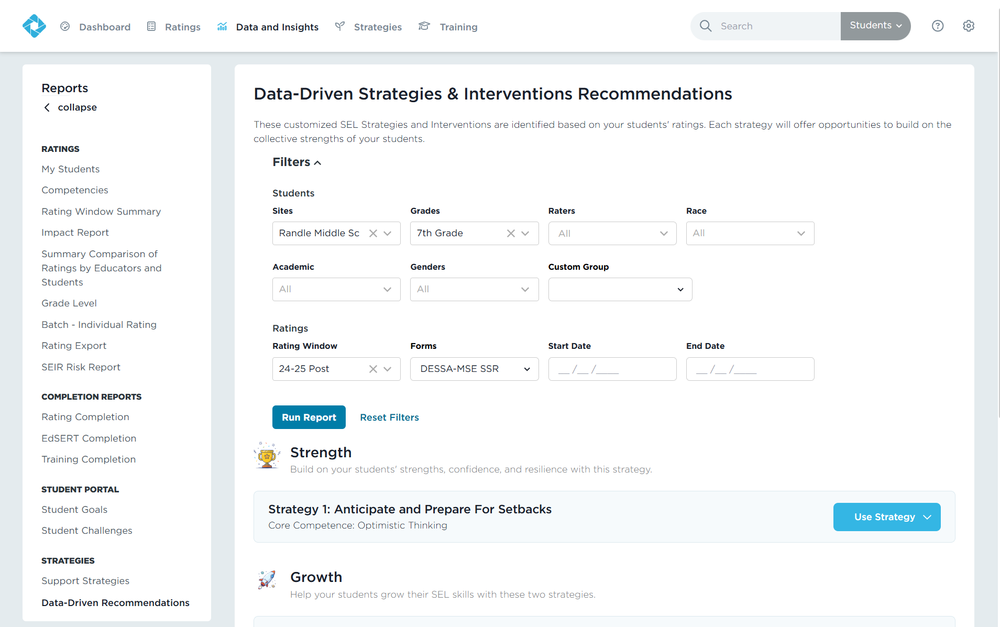 Dashboard
Ratings
Data and Insights
Strategies
Training
Search
Students
Reports
collapse
RATINGS
My Students
Competencies
Rating Window Summary
Impact Report
Summary Comparison of
Ratings by Educators and
Students
Grade Level
Batch - Individual Rating
Rating Export
SEIR Risk Report
COMPLETION REPORTS
Rating Completion
EdSERT Completion
Training Completion
STUDENT PORTAL
Student Goals
Student Challenges
STRATEGIES
Support Strategies
Data-Driven Recommendations
Data-Driven Strategies & Interventions Recommendations
These customized SEL Strategies and Interventions are identified based on your students' ratings. Each strategy will offer opportunities to build on the
collective strengths of your students.
Filters
Students
Sites
Grades
Raters
Race
Randle Middle Sc
7th Grade
All
All
Academic
Genders
Custom Group
All
All
Ratings
Rating Window
Forms
Start Date
End Date
24-25 Post
DESSA-MSE SSR
__ /__ /____
__ /__ /____
Run Report
Reset Filters
Strength
Build on your students' strengths, confidence, and resilience with this strategy.
Strategy 1: Anticipate and Prepare For Setbacks
Core Competence: Optimistic Thinking
Use Strategy
Growth
Help your students grow their SEL skills with these two strategies.